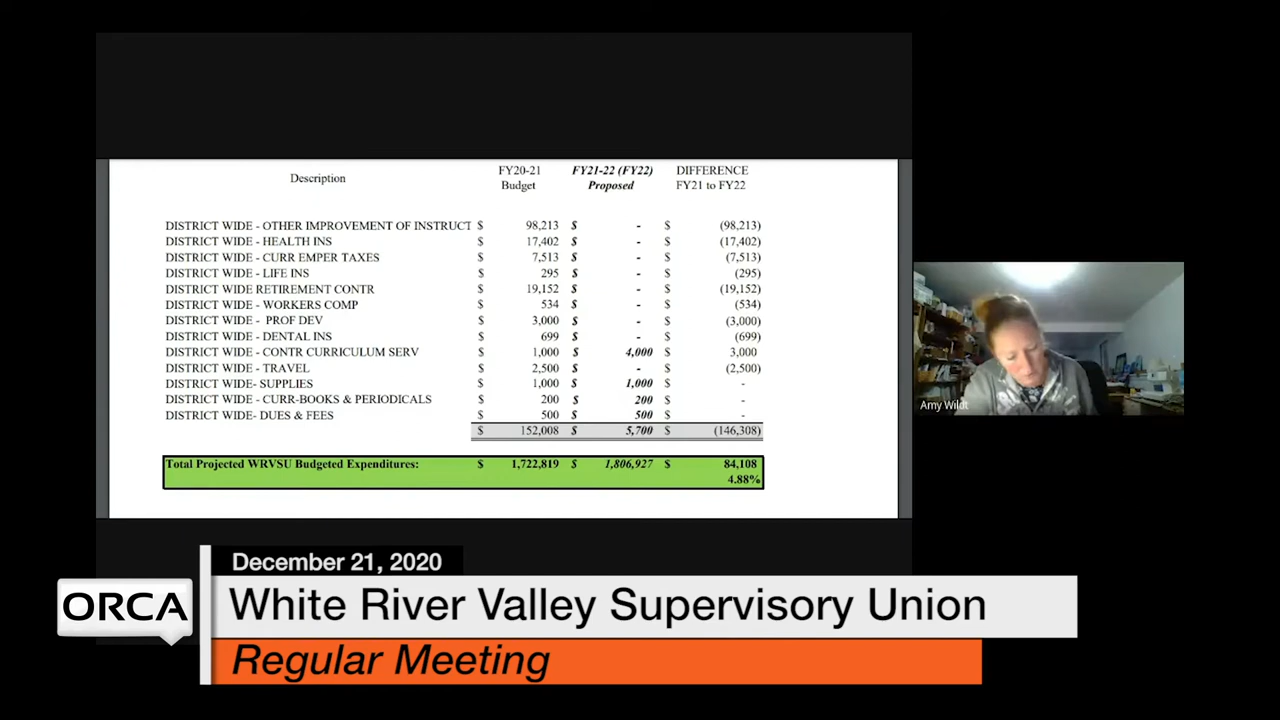 Description FY20-21 Budget FY21-22 (FY22) Proposed DIFFERENCE FY21 to FY22
DISTRICT WIDE - OTHER IMPROVEMENT OF INSTRUCT $ 98,213 $ - $ (98,213)
DISTRICT WIDE - HEALTH INS $ 17,402 $ - $ (17,402)
DISTRICT WIDE - CURR EMPER TAXES $ 7,513 $ - $ (7,513)
DISTRICT WIDE - LIFE INS $ 295 $ - $ (295)
DISTRICT WIDE RETIREMENT CONTR $ 19,152 $ - $ (19,152)
DISTRICT WIDE - WORKERS COMP $ 534 $ - $ (534)
DISTRICT WIDE - PROF DEV $ 3,000 $ - $ (3,000)
DISTRICT WIDE - DENTAL INS $ 699 $ - $ (699)
DISTRICT WIDE - CONTR CURRICULUM SERV $ 1,000 $ 4,000 $ 3,000
DISTRICT WIDE - TRAVEL $ 2,500 $ - $ (2,500)
DISTRICT WIDE- SUPPLIES $ 1,000 $ 1,000 $ -
DISTRICT WIDE - CURR-BOOKS & PERIODICALS $ 200 $ 200 $ -
DISTRICT WIDE- DUES & FEES $ 500 $ 500 $ -
$ 152,008 $ 5,700 $ (146,308)
Total Projected WRVSU Budgeted Expenditures: $ 1,722,819 $ 1,806,927 $ 84,108
4.88%
Amy Wildt
December 21, 2020
ORCA
White River Valley Supervisory Union
Regular Meeting